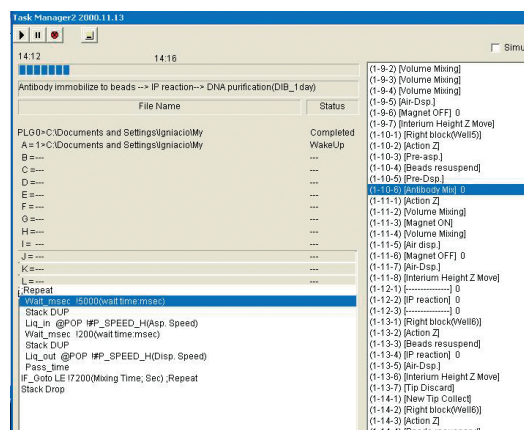 Task Manager2 2000.11.13
Simu
14:12
14:16
Antibody immobilize to beads --> IP reaction--> DNA purification(DIB_1day)
File Name Status
PLG0>C:\Documents and Settings\Igniacio\My Completed
A = 1>C:\Documents and Settings\Igniacio\My WakeUp
B =--- ---
C =--- ---
D =--- ---
E =--- ---
F =--- ---
G =--- ---
H =--- ---
I = --- ---
J = --- ---
K =--- ---
L =--- ---
;Repeat
Wait_msec !5000(wait time:msec)
Stack DUP
Liq_in @POP !#P_SPEED_H(Asp. Speed)
Wait_msec !200(wait time:msec)
Stack DUP
Liq_out @POP !#P_SPEED_H(Disp. Speed)
Pass_time
IF_Goto LE !7200(Mixing Time; Sec) ;Repeat
Stack Drop
(1-9-2) [Volume Mixing]
(1-9-3) [Volume Mixing]
(1-9-4) [Volume Mixing]
(1-9-5) [Air-Dsp.]
(1-9-6) [Magnet OFF] 0
(1-9-7) [Interium Height Z Move]
(1-10-1) [Right block(Well5)]
(1-10-2) [Action Z]
(1-10-3) [Pre-asp.]
(1-10-4) [Beads resuspend]
(1-10-5) [Pre-Dsp.]
(1-10-6) [Antibody Mix] 0
(1-11-1) [Action Z]
(1-11-2) [Volume Mixing]
(1-11-3) [Magnet ON]
(1-11-4) [Volume Mixing]
(1-11-5) [Air disp.]
(1-11-6) [Magnet OFF] 0
(1-11-7) [Air-Dsp.]
(1-11-8) [Interium Height Z Move]
(1-12-1) [---------------] 0
(1-12-2) [IP reaction] 0
(1-12-3) [---------------] 0
(1-13-1) [Right block(Well6)]
(1-13-2) [Action Z]
(1-13-3) [Beads resuspend]
(1-13-4) [IP reaction] 0
(1-13-5) [Air-Dsp.]
(1-13-6) [Interium Height Z Move]
(1-13-7) [Tip Discard]
(1-14-1) [New Tip Collect]
(1-14-2) [Right block(Well6)]
(1-14-3) [Action Z]
(1-14-4) [Beads resuspend]